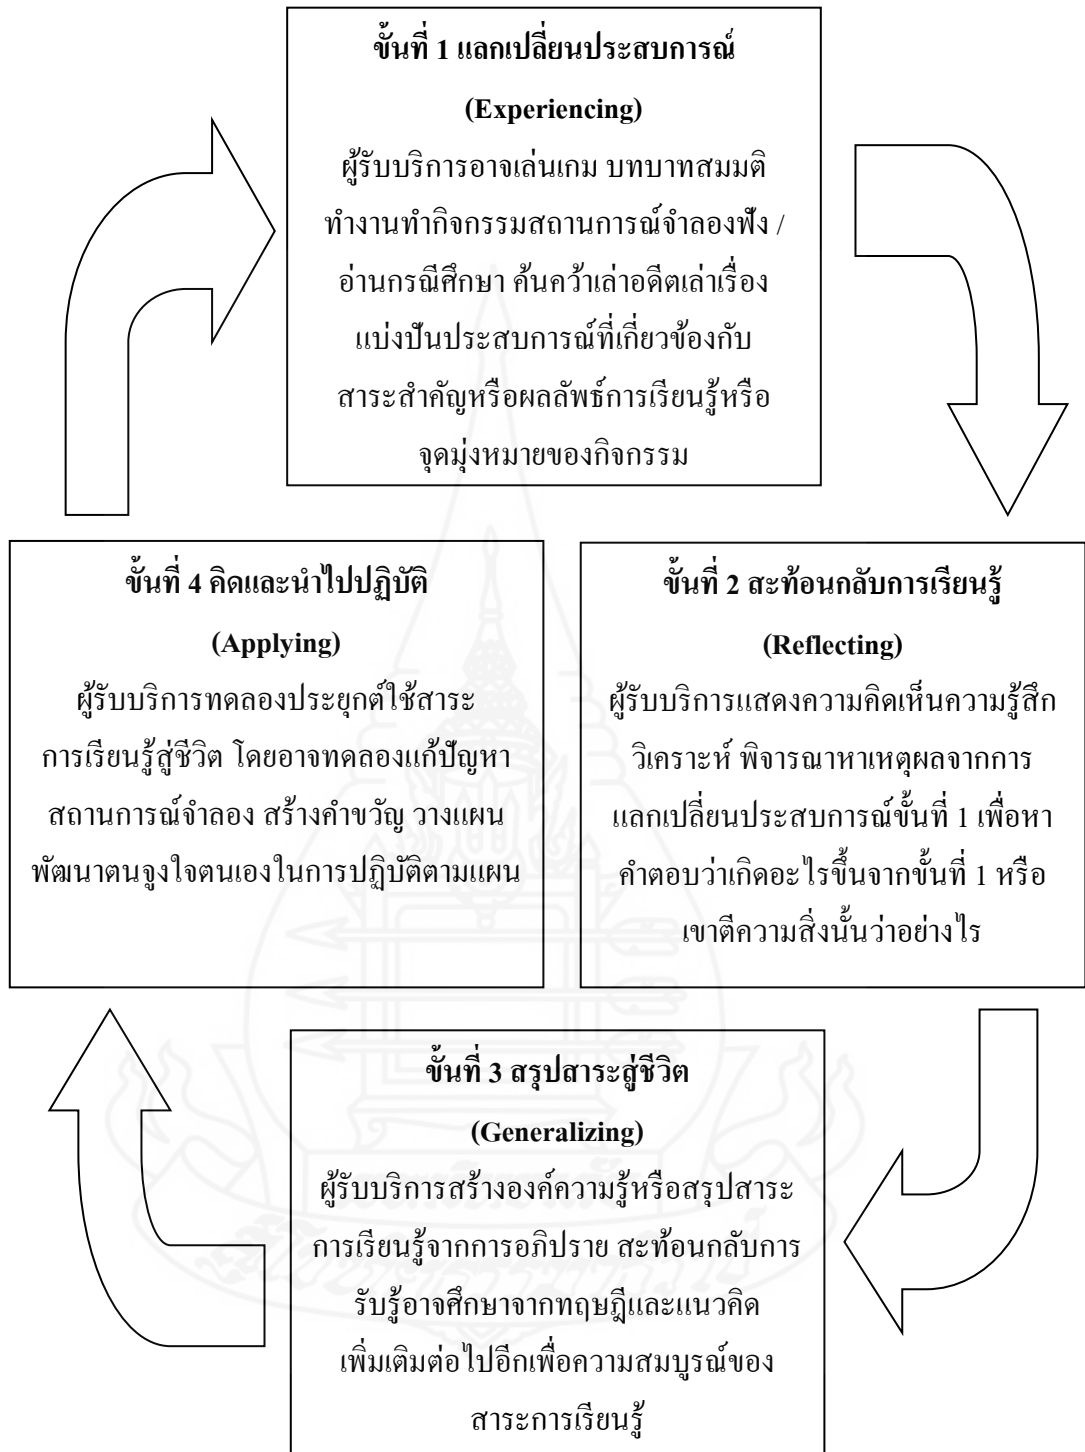 ขั้นที่ 1 แลกเปลี่ยนประสบการณ์
(Experiencing)
ผู้รับบริการอาจเล่นเกม บทบาทสมมติ
ทำงานทำกิจกรรมสถานการณ์จำลองฟัง /
อ่านกรณีศึกษา ค้นคว้าเล่าอดีตเล่าเรื่อง
แบ่งปันประสบการณ์ที่เกี่ยวข้องกับ
สาระสำคัญหรือผลลัพธ์การเรียนรู้หรือ
จุดมุ่งหมายของกิจกรรม
ขั้นที่ 2 สะท้อนกลับการเรียนรู้
(Reflecting)
ผู้รับบริการแสดงความคิดเห็นความรู้สึก
วิเคราะห์ พิจารณาหาเหตุผลจากการ
แลกเปลี่ยนประสบการณ์ขั้นที่ 1 เพื่อหา
คำตอบว่าเกิดอะไรขึ้นจากขั้นที่ 1 หรือ
เขาตีความสิ่งนั้นว่าอย่างไร
ขั้นที่ 3 สรุปสาระสู่ชีวิต
(Generalizing)
ผู้รับบริการสร้างองค์ความรู้หรือสรุปสาระ
การเรียนรู้จากการอภิปราย สะท้อนกลับการ
รับรู้อาจศึกษาจากทฤษฎีและแนวคิด
เพิ่มเติมต่อไปอีกเพื่อความสมบูรณ์ของ
สาระการเรียนรู้
ขั้นที่ 4 คิดและนำไปปฏิบัติ
(Applying)
ผู้รับบริการทดลองประยุกต์ใช้สาระ
การเรียนรู้สู่ชีวิต โดยอาจทดลองแก้ปัญหา
สถานการณ์จำลอง สร้างคำขวัญ วางแผน
พัฒนาตนจูงใจตนเองในการปฏิบัติตามแผน